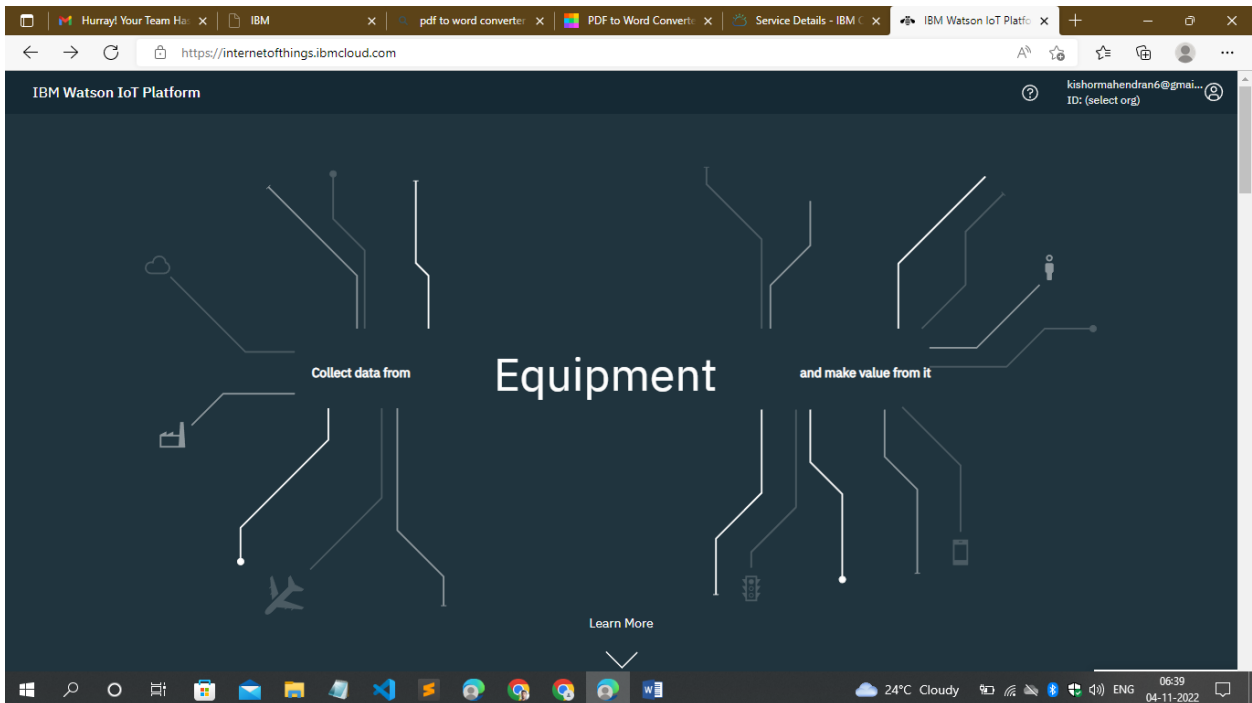 Hurray! Your Team Has
IBM
pdf to word converter
PDF to Word Converte
Service Details - IBM C
IBM Watson IoT Platfo
https://internetofthings.ibmcloud.com
IBM Watson IoT Platform
kishormahendran6@gmai...
ID: (select org)
Collect data from
Equipment
and make value from it
Learn More
24°C Cloudy
ENG
06:39
04-11-2022